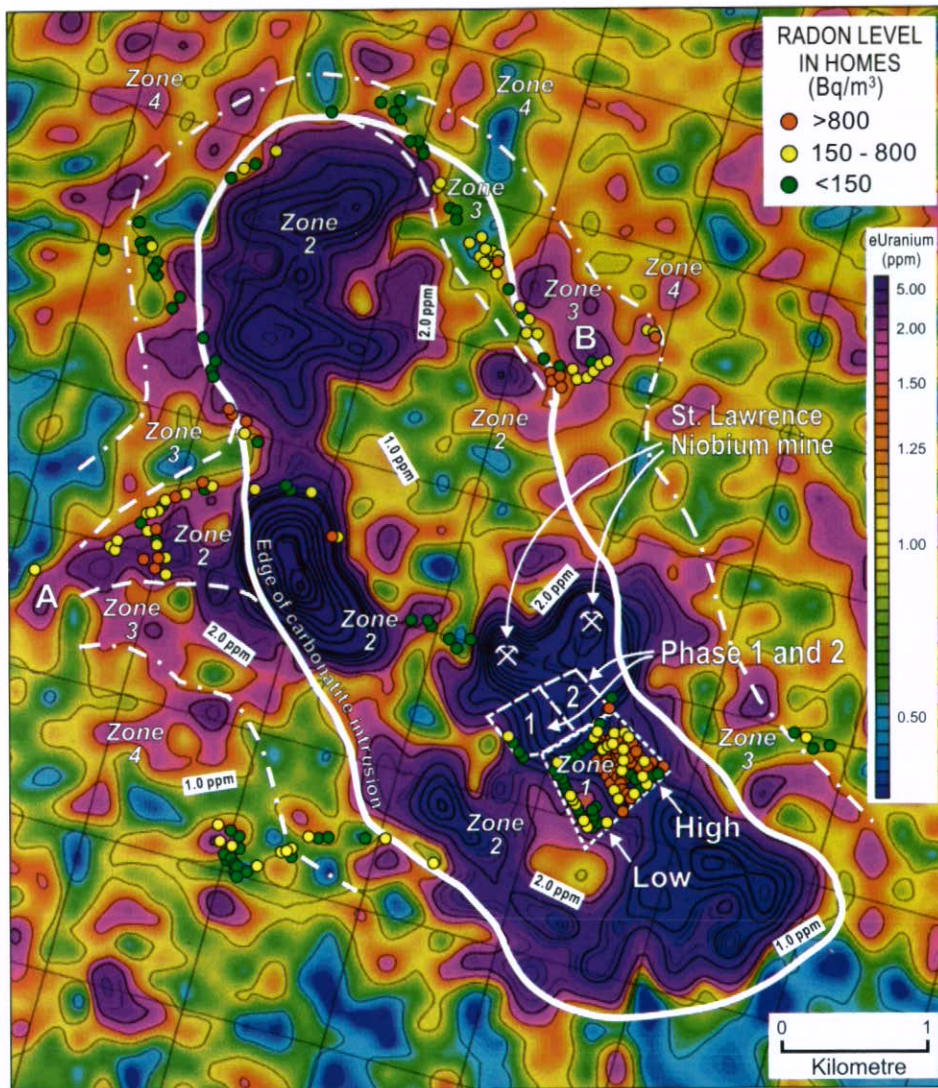 RADON LEVEL
IN HOMES
(Bq/m³)
>800
150 - 800
<150
eUranium
(ppm)
5.00
2.00
1.50
1.25
1.00
0.50
Zone
4
Zone
4
Zone
2
Zone
3
2.0 ppm
Zone
3
B
Zone
4
Zone
2
Zone
3
1.0 ppm
St. Lawrence
Niobium mine
Zone
2
A
Zone
3
Edge of carbonatite intrusion
Zone
2
2.0 ppm
2.0 ppm
Phase 1 and 2
1
2
Zone
4
1.0 ppm
Zone
1
Zone
3
Zone
2
High
Low
2.0 ppm
1.0 ppm
0
1
Kilometre